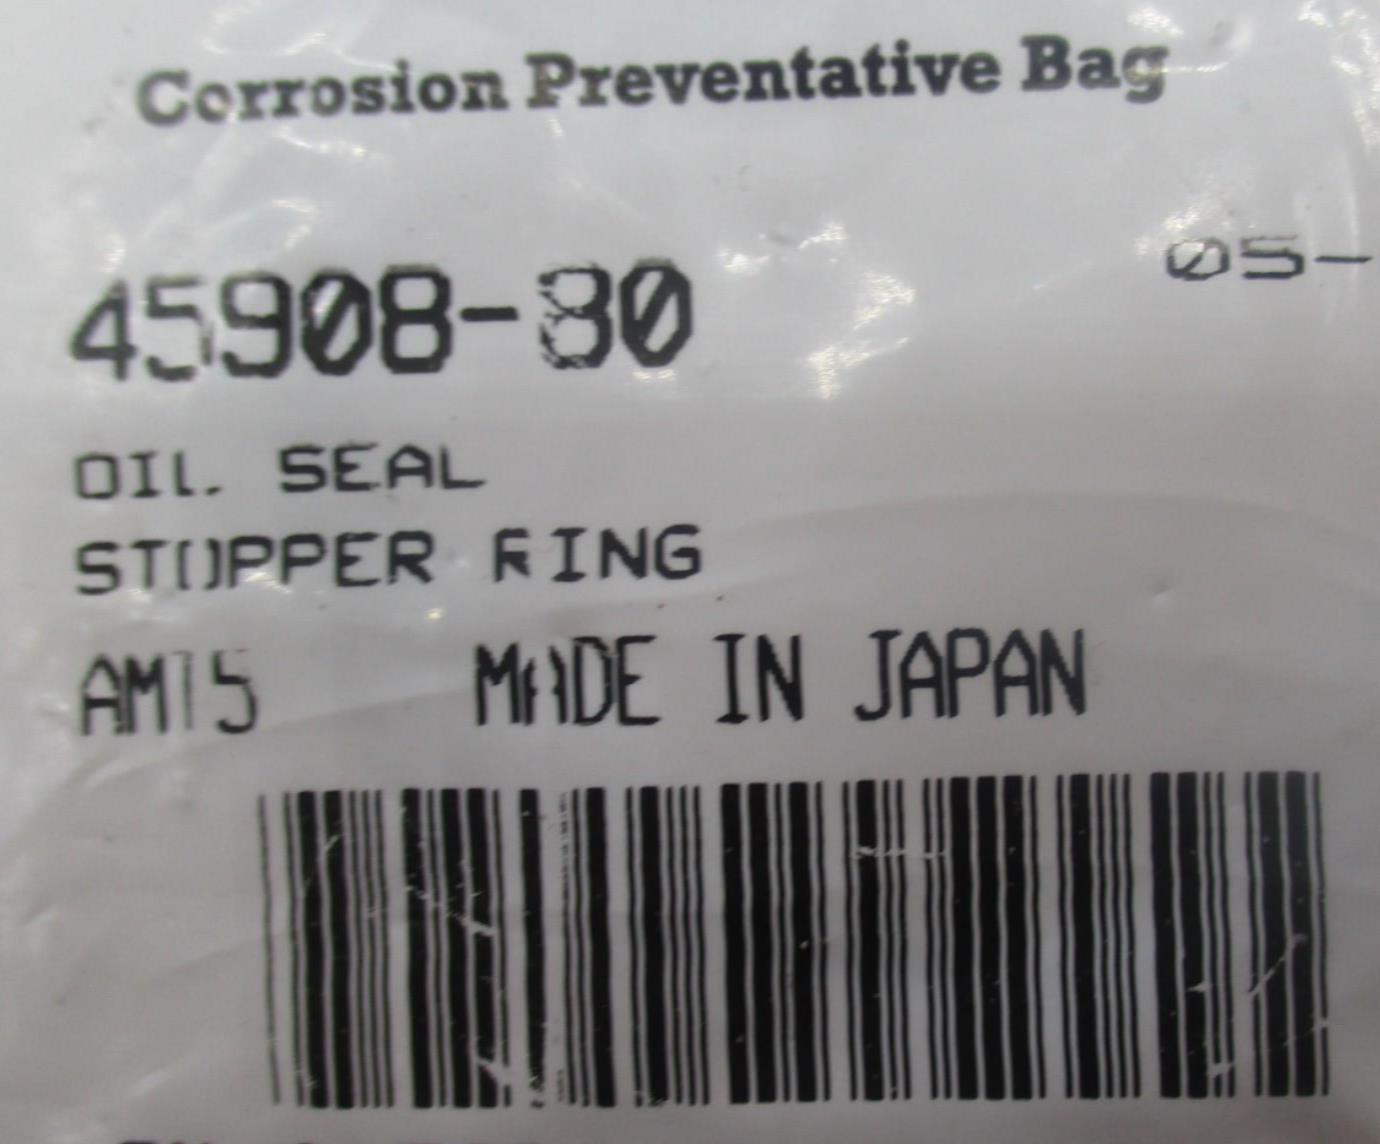 Corrosion Preventative Bag
05-
45908-80
OIL SEAL
STOPPER RING
AM15 MADE IN JAPAN